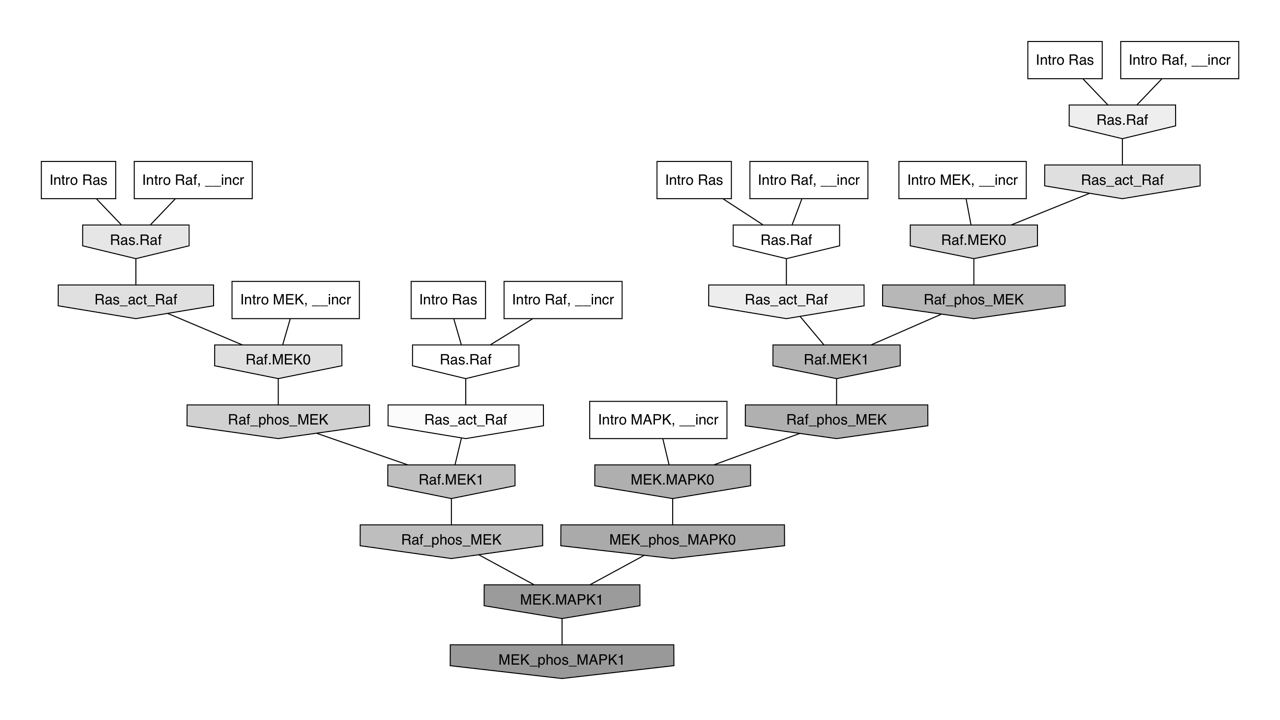 Intro Ras
Intro Raf, __incr
Ras.Raf
Intro Ras
Intro Raf, __incr
Intro Ras
Intro Raf, __incr
Intro MEK, __incr
Ras_act_Raf
Ras.Raf
Ras.Raf
Raf.MEK0
Ras_act_Raf
Intro MEK, __incr
Intro Ras
Intro Raf, __incr
Ras_act_Raf
Raf_phos_MEK
Raf.MEK0
Ras.Raf
Raf.MEK1
Raf_phos_MEK
Ras_act_Raf
Intro MAPK, __incr
Raf_phos_MEK
Raf.MEK1
MEK.MAPK0
Raf_phos_MEK
MEK_phos_MAPK0
MEK.MAPK1
MEK_phos_MAPK1